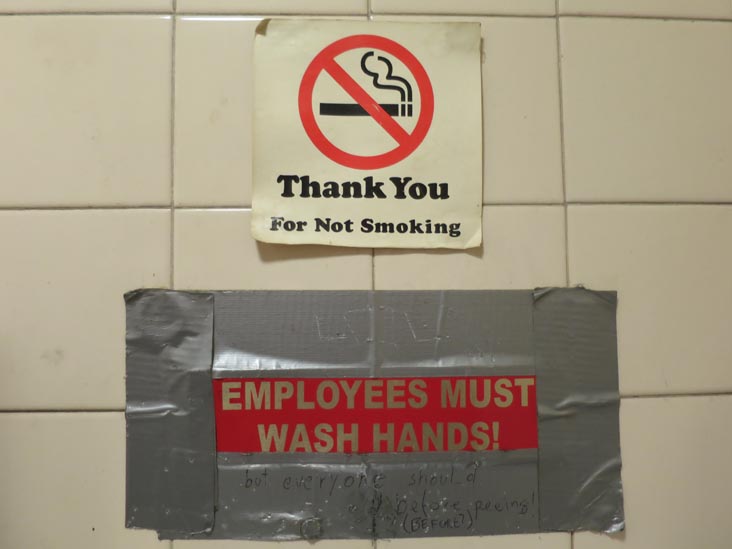 Thank You
For Not Smoking
EMPLOYEES MUST
WASH HANDS!
but everyone should
before peeing!
(BEFORE?)